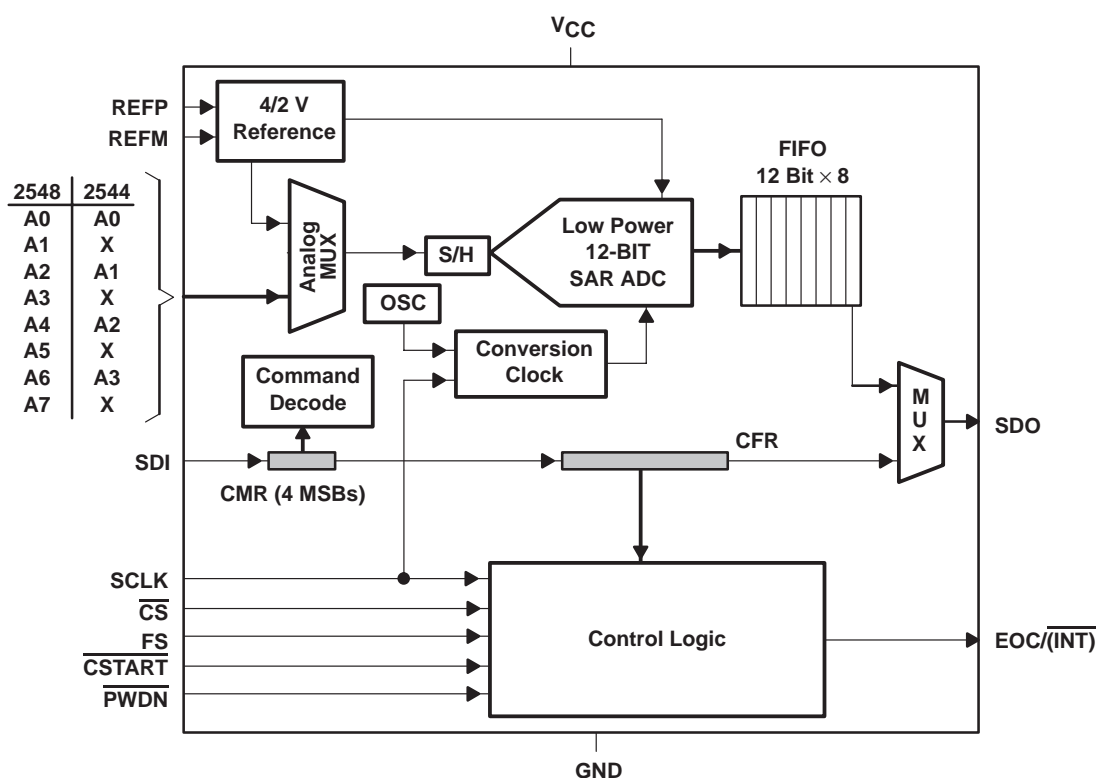 VCC
REFP
REFM
4/2 V
Reference
FIFO
12 Bit × 8
2548 2544
A0 A0
A1 X
A2 A1
A3 X
A4 A2
A5 X
A6 A3
A7 X
Analog
MUX
S/H
Low Power
12-BIT
SAR ADC
OSC
Conversion
Clock
Command
Decode
MUX
SDO
SDI
CMR (4 MSBs)
CFR
SCLK
CS
FS
CSTART
PWDN
Control Logic
EOC/(INT)
GND